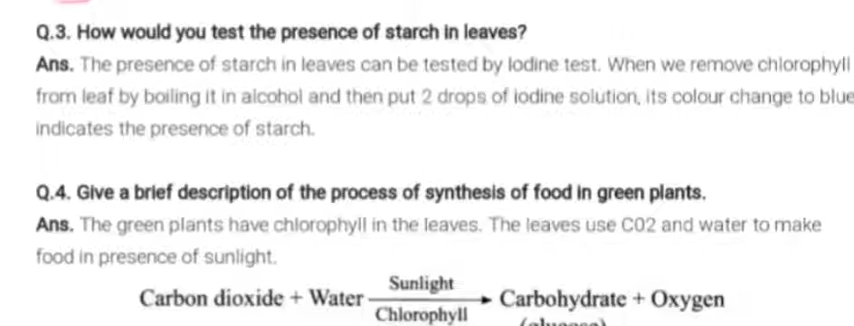 Q.3. How would you test the presence of starch in leaves?
Ans. The presence of starch in leaves can be tested by Iodine test. When we remove chlorophyll
from leaf by boiling it in alcohol and then put 2 drops of iodine solution, its colour change to blue
indicates the presence of starch.
Q.4. Give a brief description of the process of synthesis of food in green plants.
Ans. The green plants have chlorophyll in the leaves. The leaves use C02 and water to make
food in presence of sunlight.
Sunlight
Carbon dioxide + Water → Carbohydrate + Oxygen
Chlorophyll